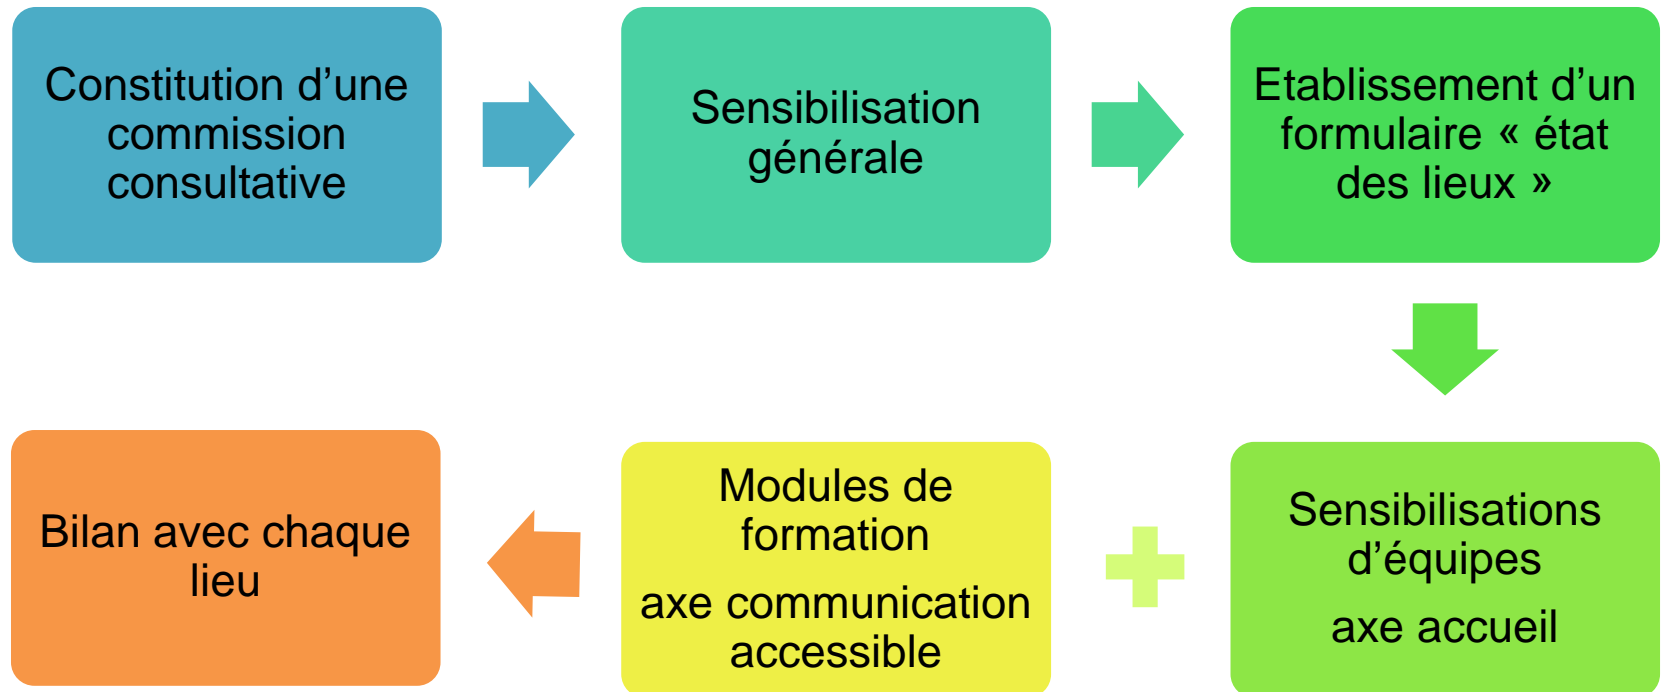 Constitution d’une
commission
consultative
Sensibilisation
générale
Etablissement d’un
formulaire « état
des lieux »
Sensibilisations
d’équipes
axe accueil
Modules de
formation
axe communication
accessible
Bilan avec chaque
lieu